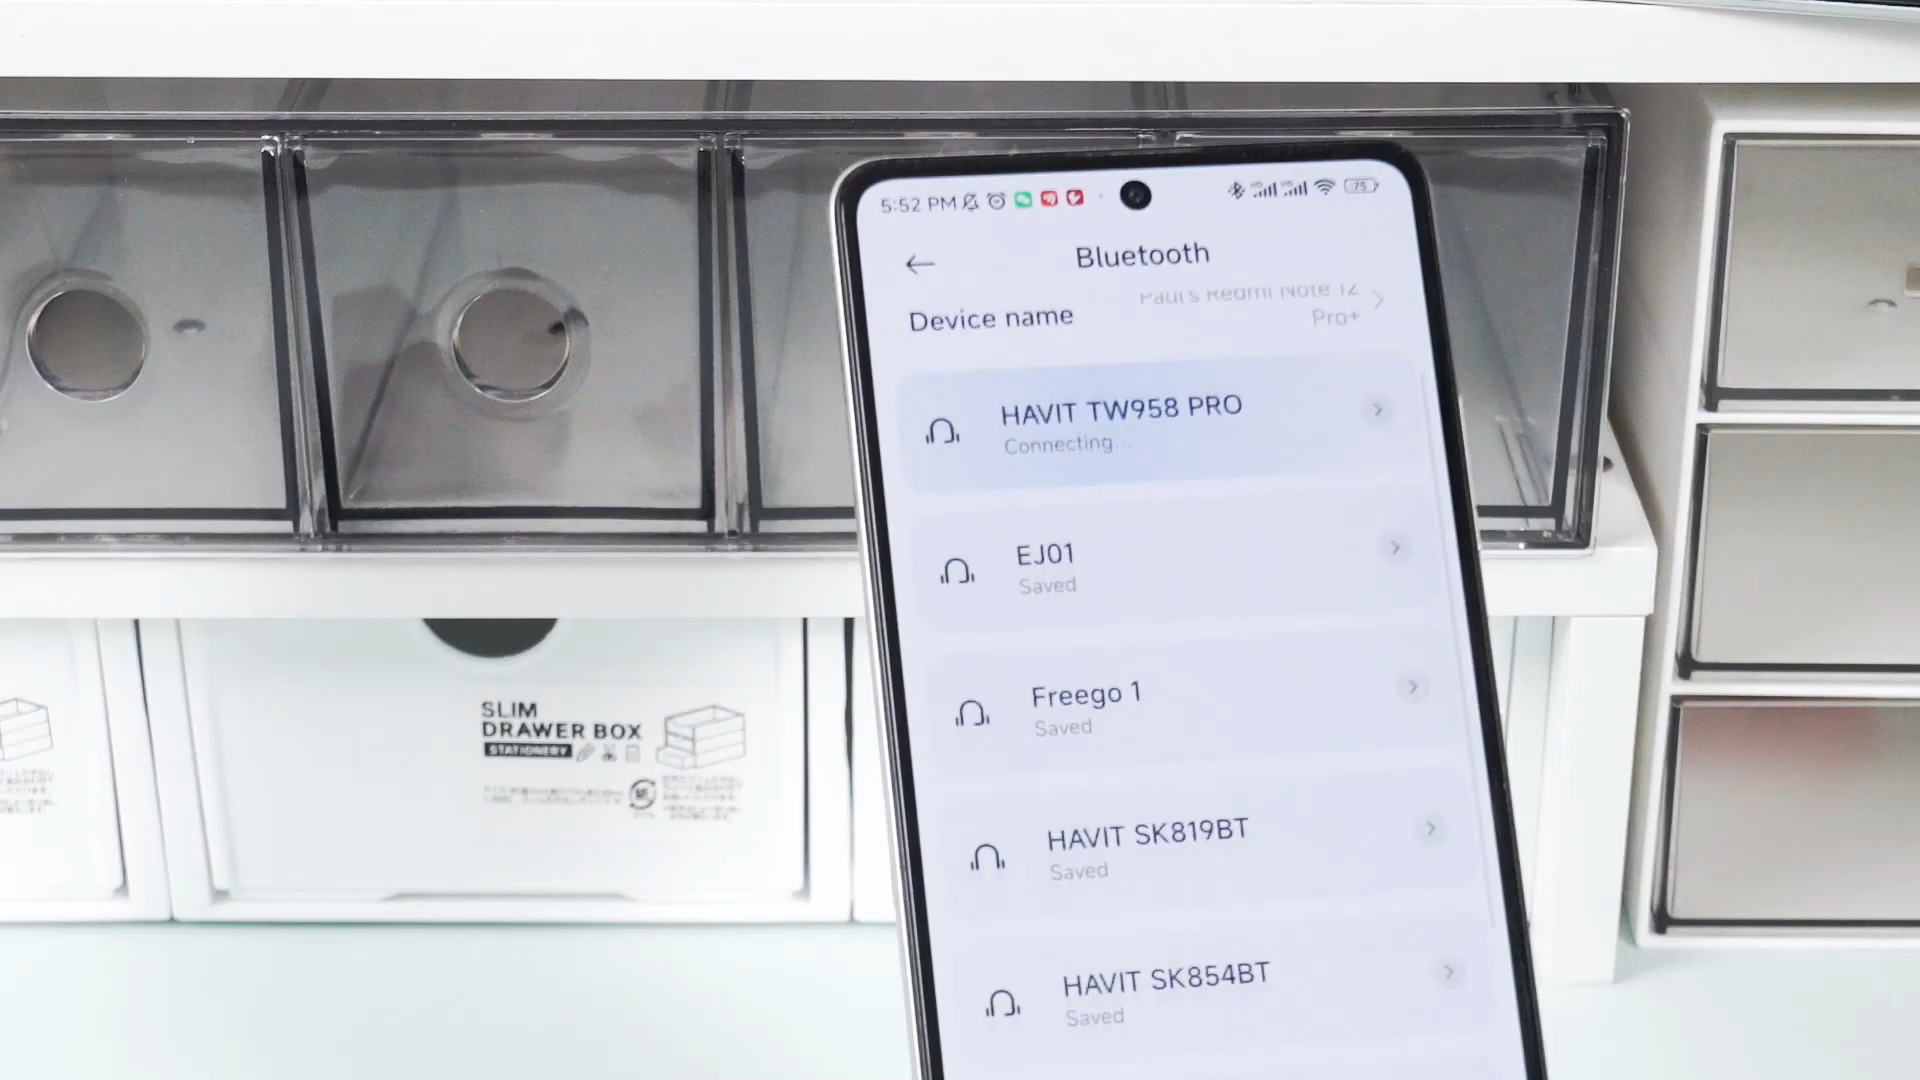 5:52 PM
75
Bluetooth
Paul's Redmi Note 12
Device name
Pro+
HAVIT TW958 PRO
Connecting...
EJ01
Saved
Freego 1
Saved
HAVIT SK819BT
Saved
HAVIT SK854BT
Saved
SLIM
DRAWER BOX
STATIONERY